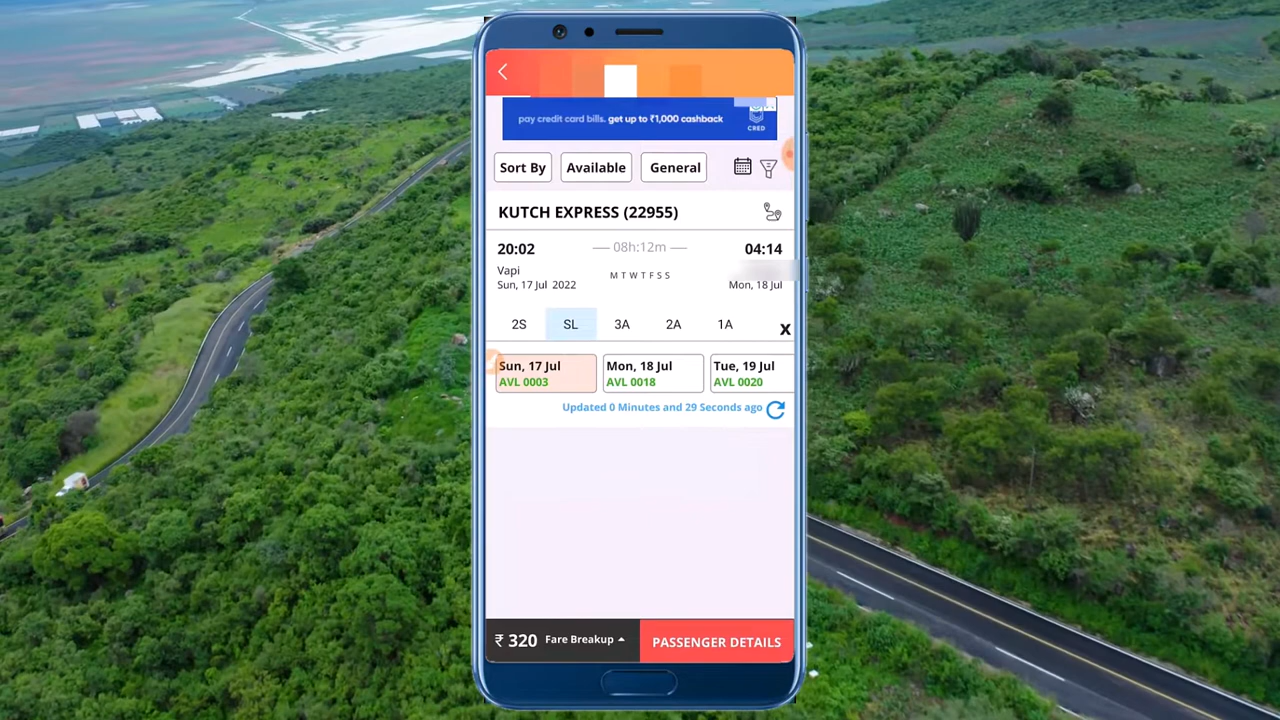 pay credit card bills. get up to ₹1,000 cashback
CRED
Sort By Available General
KUTCH EXPRESS (22955)
20:02 08h:12m 04:14
Vapi M T W T F S S
Sun, 17 Jul 2022 Mon, 18 Jul
2S SL 3A 2A 1A X
Sun, 17 Jul Mon, 18 Jul Tue, 19 Jul
AVL 0003 AVL 0018 AVL 0020
Updated 0 Minutes and 29 Seconds ago
₹ 320 Fare Breakup PASSENGER DETAILS